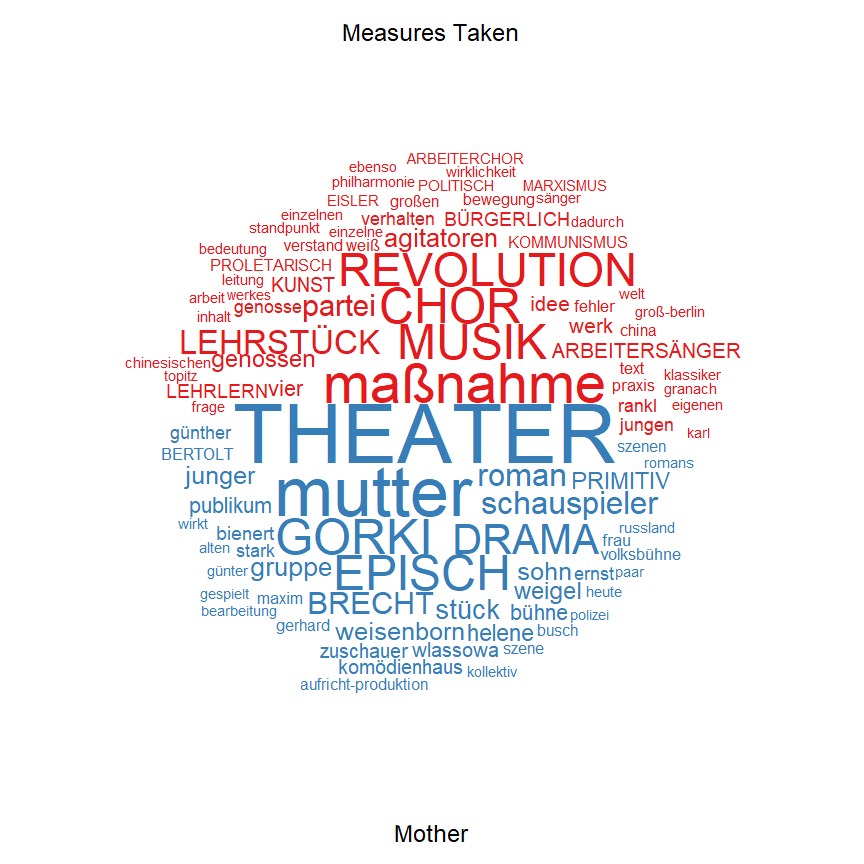 Measures Taken
ARBEITERCHOR
ebenso wirklichkeit
philharmonie POLITISCH MARXISMUS
EISLER großen bewegung sänger
einzelnen verhalten BÜRGERLICH dadurch
standpunkt einzelne agitatoren KOMMUNISMUS
bedeutung verstand weiß
PROLETARISCH REVOLUTION
leitung KUNST
arbeit werkes genosse partei CHOR idee fehler welt
inhalt werk china groß-berlin
LEHRSTÜCK MUSIK ARBEITERSÄNGER
chinesischen genossen text klassiker
topitz LEHRLERN vier maßnahme praxis granach
frage rankl eigenen
jungen karl
günther THEATER
BERTOLT szenen
junger mutter roman PRIMITIV romans
publikum schauspieler
wirkt bienert GORKI DRAMA russland
alten stark frau volksbühne
günter gruppe EPISCH sohn ernst paar
gespielt maxim BRECHT stück weigel heute
bearbeitung bühne polizei
gerhard weisenborn helene busch
zuschauer wlassowa szene
komödienhaus kollektiv
aufricht-produktion
Mother